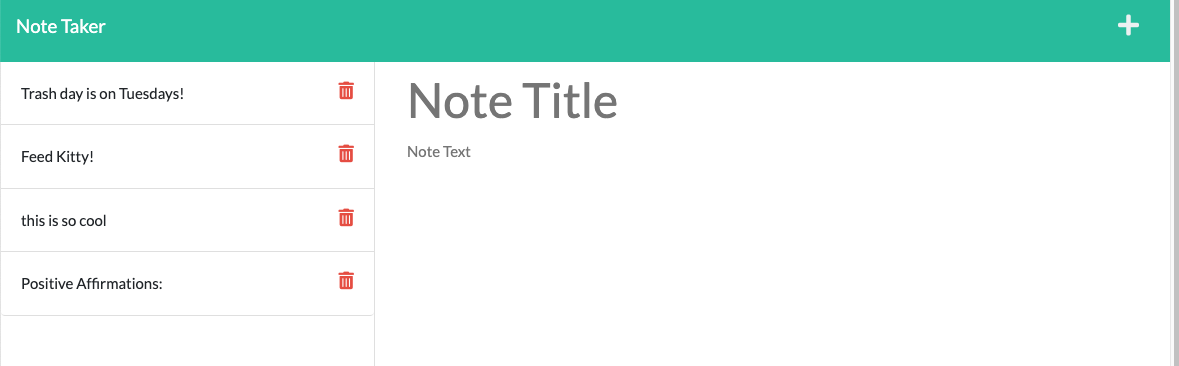 Note Taker
Trash day is on Tuesdays!
Feed Kitty!
this is so cool
Positive Affirmations:
Note Title
Note Text